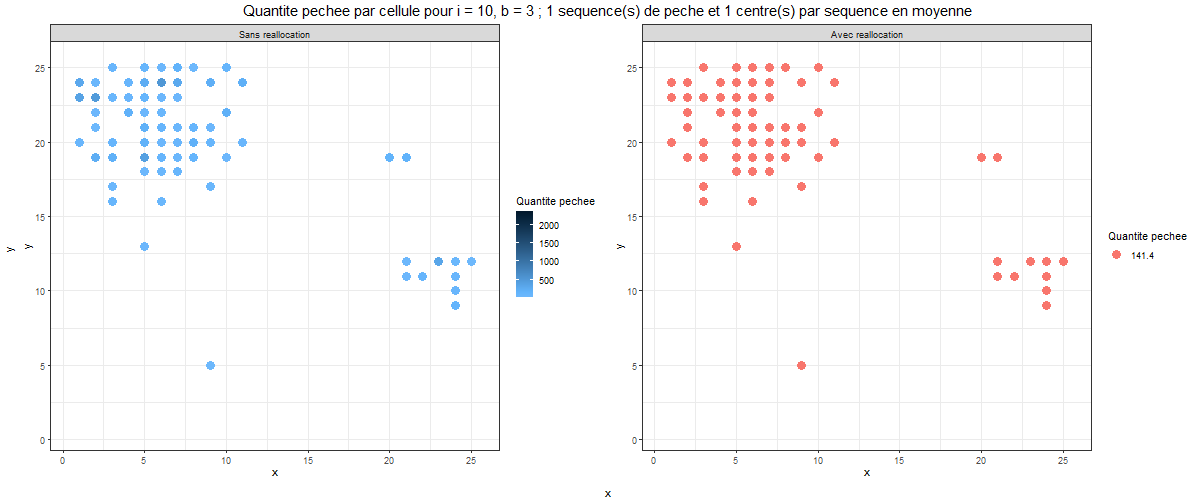 Quantite pechee par cellule pour i = 10, b = 3 ; 1 sequence(s) de peche et 1 centre(s) par sequence en moyenne
Sans reallocation
25
20
15
10
5
0
y
y
0 5 10 15 20 25
x
Quantite pechee
2000
1500
1000
500
Avec reallocation
25
20
15
10
5
0
y
0 5 10 15 20 25
x
Quantite pechee
141.4
x